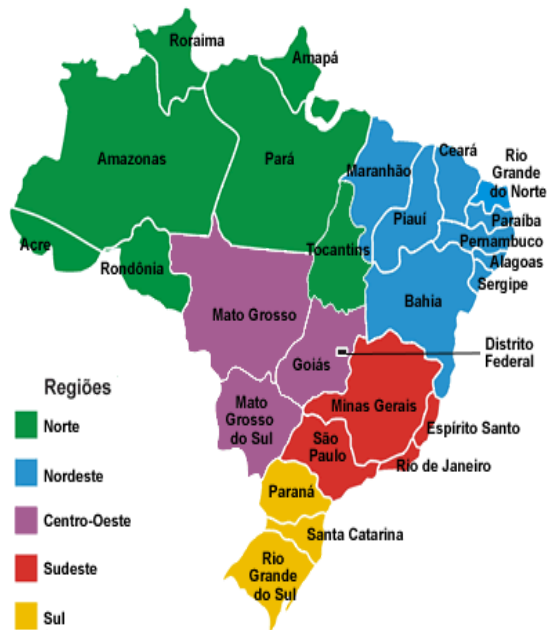 Roraima
Amapá
Amazonas
Pará
Maranhão
Ceará
Rio
Grande
do Norte
Piauí
Paraíba
Pernambuco
Acre
Rondônia
Tocantins
Alagoas
Sergipe
Bahia
Mato Grosso
Goiás
Distrito
Federal
Regiões
Norte
Nordeste
Centro-Oeste
Sudeste
Sul
Mato
Grosso
do Sul
Minas Gerais
Espírito Santo
São
Paulo
Rio de Janeiro
Paraná
Santa Catarina
Rio
Grande
do Sul